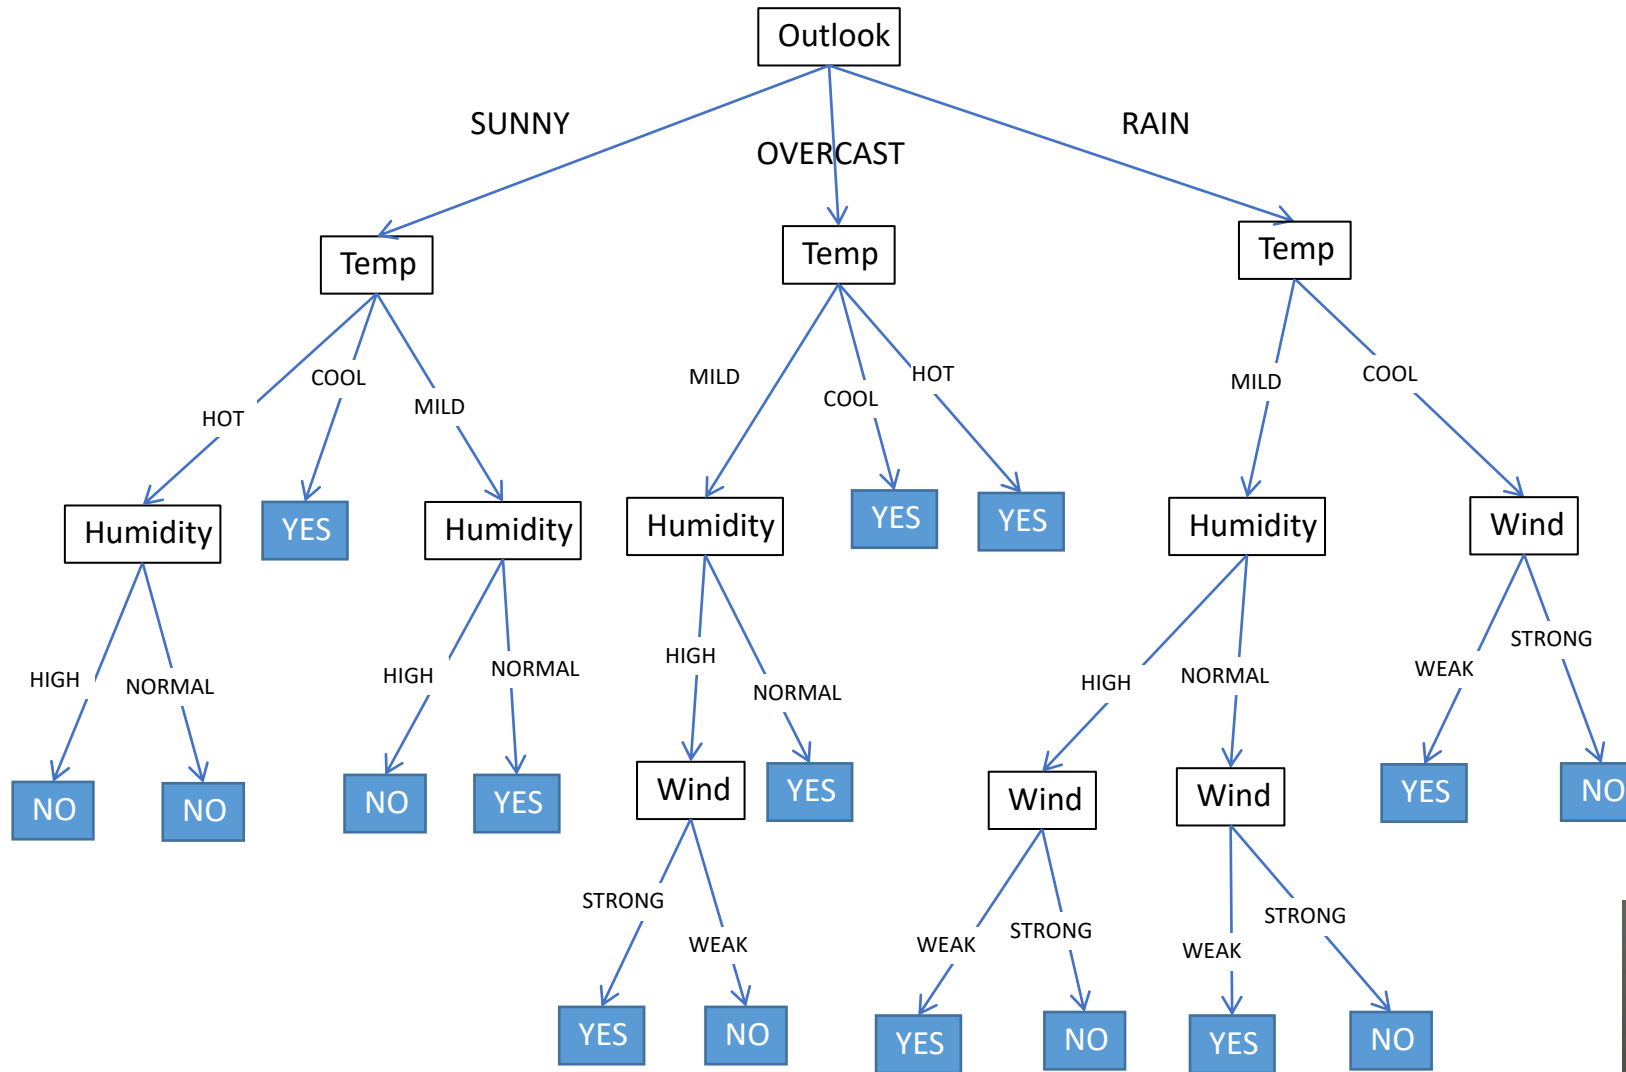 Outlook
SUNNY
OVERCAST
RAIN
Temp
Temp
Temp
HOT
COOL
MILD
MILD
COOL
HOT
MILD
COOL
Humidity
YES
Humidity
Humidity
YES
YES
Humidity
Wind
HIGH
NORMAL
HIGH
NORMAL
HIGH
NORMAL
HIGH
NORMAL
WEAK
STRONG
NO
NO
NO
YES
Wind
YES
Wind
Wind
YES
NO
STRONG
WEAK
WEAK
STRONG
WEAK
STRONG
YES
NO
YES
NO
YES
NO